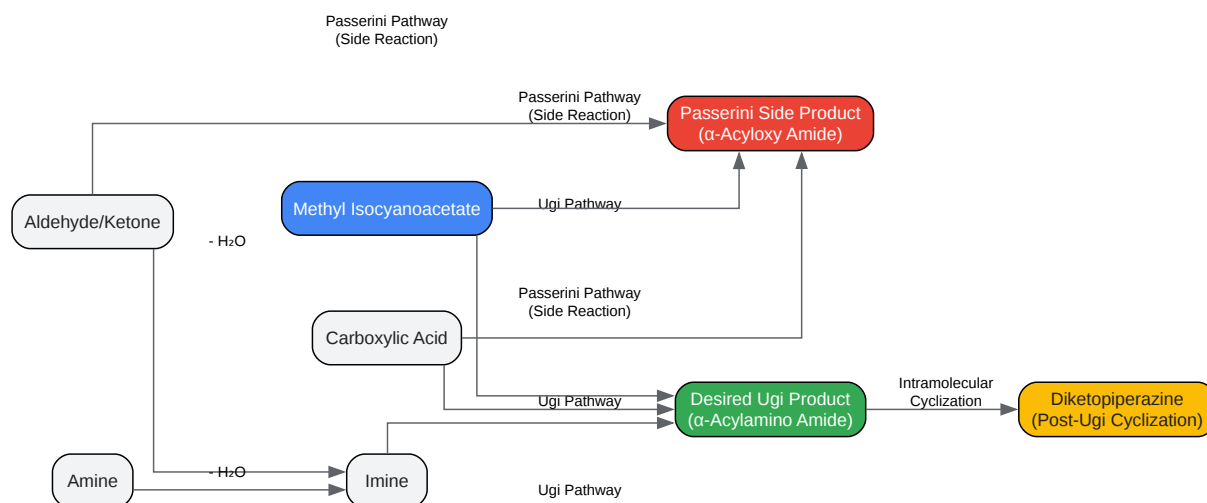 Passerini Pathway
(Side Reaction)
Passerini Pathway
(Side Reaction)
Passerini Side Product
(α-Acyloxy Amide)
Aldehyde/Ketone
Methyl Isocyanoacetate
Ugi Pathway
- H₂O
Passerini Pathway
(Side Reaction)
Carboxylic Acid
Ugi Pathway
Desired Ugi Product
(α-Acylamino Amide)
Intramolecular
Cyclization
Diketopiperazine
(Post-Ugi Cyclization)
Amine
- H₂O
Imine
Ugi Pathway